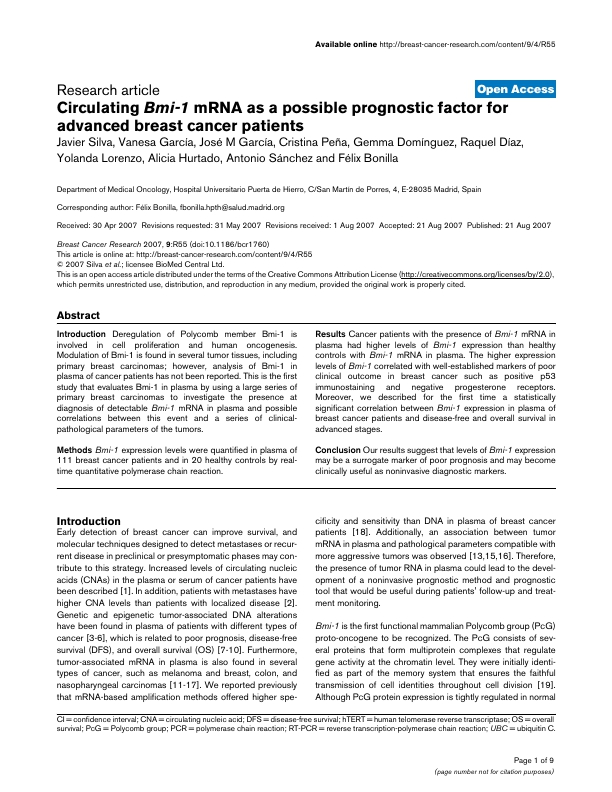 Available online http://breast-cancer-research.com/content/9/4/R55
Research article
Open Access
Circulating Bmi-1 mRNA as a possible prognostic factor for
advanced breast cancer patients
Javier Silva, Vanesa García, José M García, Cristina Peña, Gemma Domínguez, Raquel Díaz,
Yolanda Lorenzo, Alicia Hurtado, Antonio Sánchez and Félix Bonilla
Department of Medical Oncology, Hospital Universitario Puerta de Hierro, C/San Martin de Porres, 4, E-28035 Madrid, Spain
Corresponding author: Félix Bonilla, fbonilla.hpth@salud.madrid.org
Received: 30 Apr 2007 Revisions requested: 31 May 2007 Revisions received: 1 Aug 2007 Accepted: 21 Aug 2007 Published: 21 Aug 2007
Breast Cancer Research 2007, 9:R55 (doi:10.1186/bcr1760)
This article is online at: http://breast-cancer-research.com/content/9/4/R55
© 2007 Silva et al.; licensee BioMed Central Ltd.
This is an open access article distributed under the terms of the Creative Commons Attribution License (http://creativecommons.org/licenses/by/2.0),
which permits unrestricted use, distribution, and reproduction in any medium, provided the original work is properly cited.
Abstract
Introduction Deregulation of Polycomb member Bmi-1 is
involved in cell proliferation and human oncogenesis.
Modulation of Bmi-1 is found in several tumor tissues, including
primary breast carcinomas; however, analysis of Bmi-1 in
plasma of cancer patients has not been reported. This is the first
study that evaluates Bmi-1 in plasma by using a large series of
primary breast carcinomas to investigate the presence at
diagnosis of detectable Bmi-1 mRNA in plasma and possible
correlations between this event and a series of clinical-
pathological parameters of the tumors.
Methods Bmi-1 expression levels were quantified in plasma of
111 breast cancer patients and in 20 healthy controls by real-
time quantitative polymerase chain reaction.
Results Cancer patients with the presence of Bmi-1 mRNA in
plasma had higher levels of Bmi-1 expression than healthy
controls with Bmi-1 mRNA in plasma. The higher expression
levels of Bmi-1 correlated with well-established markers of poor
clinical outcome in breast cancer such as positive p53
immunostaining and negative progesterone receptors.
Moreover, we described for the first time a statistically
significant correlation between Bmi-1 expression in plasma of
breast cancer patients and disease-free and overall survival in
advanced stages.
Conclusion Our results suggest that levels of Bmi-1 expression
may be a surrogate marker of poor prognosis and may become
clinically useful as noninvasive diagnostic markers.
Introduction
Early detection of breast cancer can improve survival, and
molecular techniques designed to detect metastases or recur-
rent disease in preclinical or presymptomatic phases may con-
tribute to this strategy. Increased levels of circulating nucleic
acids (CNAs) in the plasma or serum of cancer patients have
been described [1]. In addition, patients with metastases have
higher CNA levels than patients with localized disease [2].
Genetic and epigenetic tumor-associated DNA alterations
have been found in plasma of patients with different types of
cancer [3-6], which is related to poor prognosis, disease-free
survival (DFS), and overall survival (OS) [7-10]. Furthermore,
tumor-associated mRNA in plasma is also found in several
types of cancer, such as melanoma and breast, colon, and
nasopharyngeal carcinomas [11-17]. We reported previously
that mRNA-based amplification methods offered higher spe-
cificity and sensitivity than DNA in plasma of breast cancer
patients [18]. Additionally, an association between tumor
mRNA in plasma and pathological parameters compatible with
more aggressive tumors was observed [13,15,16]. Therefore,
the presence of tumor RNA in plasma could lead to the devel-
opment of a noninvasive prognostic method and prognostic
tool that would be useful during patients' follow-up and treat-
ment monitoring.
Bmi-1 is the first functional mammalian Polycomb group (PcG)
proto-oncogene to be recognized. The PcG consists of sev-
eral proteins that form multiprotein complexes that regulate
gene activity at the chromatin level. They were initially identi-
fied as part of the memory system that ensures the faithful
transmission of cell identities throughout cell division [19].
Although PcG protein expression is tightly regulated in normal
CI = confidence interval; CNA = circulating nucleic acid; DFS = disease-free survival; hTERT = human telomerase reverse transcriptase; OS = overall
survival; PcG = Polycomb group; PCR = polymerase chain reaction; RT-PCR = reverse transcription-polymerase chain reaction; UBC = ubiquitin C.
Page 1 of 9
(page number not for citation purposes)